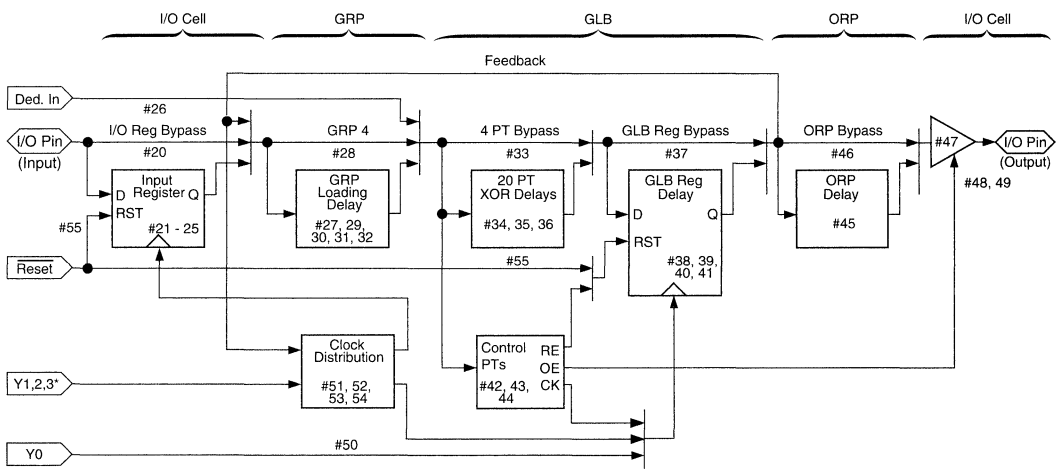 I/O Cell
GRP
GLB
ORP
I/O Cell
Feedback
Ded. In
#26
I/O Reg Bypass
GRP 4
4 PT Bypass
GLB Reg Bypass
ORP Bypass
I/O Pin
(Input)
#20
#28
#33
#37
#46
#47
I/O Pin
(Output)
#48, 49
Input
Register
D
Q
RST
#21 - 25
#55
GRP
Loading
Delay
#27, 29,
30, 31, 32
20 PT
XOR Delays
#34, 35, 36
GLB Reg
Delay
D
Q
RST
#38, 39,
40, 41
ORP
Delay
#45
Reset
#55
Clock
Distribution
#51, 52,
53, 54
Control
PTs
RE
OE
CK
#42, 43,
44
Y1,2,3*
Y0
#50